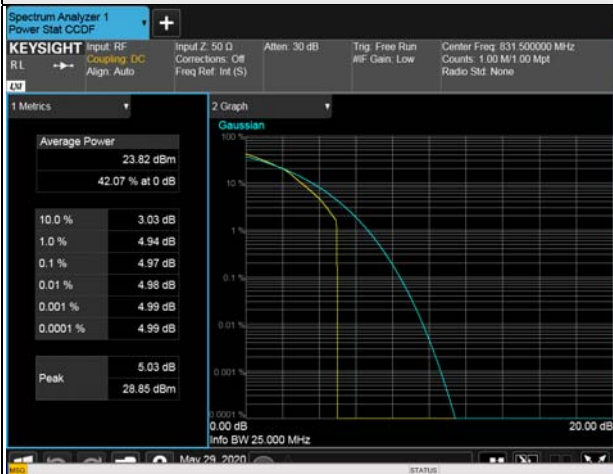 Spectrum Analyzer 1
Power Stat CCDF
+
KEYSIGHT
RL
LXI
Input: RF
Coupling: DC
Align: Auto
Input Z: 50 Ω
Corrections: Off
Freq Ref: Int (S)
Atten: 30 dB
Trig: Free Run
#IF Gain: Low
Center Freq: 831.500000 MHz
Counts: 1.00 M/1.00 Mpt
Radio Std: None
1 Metrics
Average Power
23.82 dBm
42.07 % at 0 dB
10.0 % 3.03 dB
1.0 % 4.94 dB
0.1 % 4.97 dB
0.01 % 4.98 dB
0.001 % 4.99 dB
0.0001 % 4.99 dB
Peak
5.03 dB
28.85 dBm
2 Graph
Gaussian
100 %
10 %
1 %
0.1 %
0.01 %
0.001 %
0.0001 %
0.00 dB 20.00 dB
Info BW 25.000 MHz
May 29, 2020
MSG STATUS